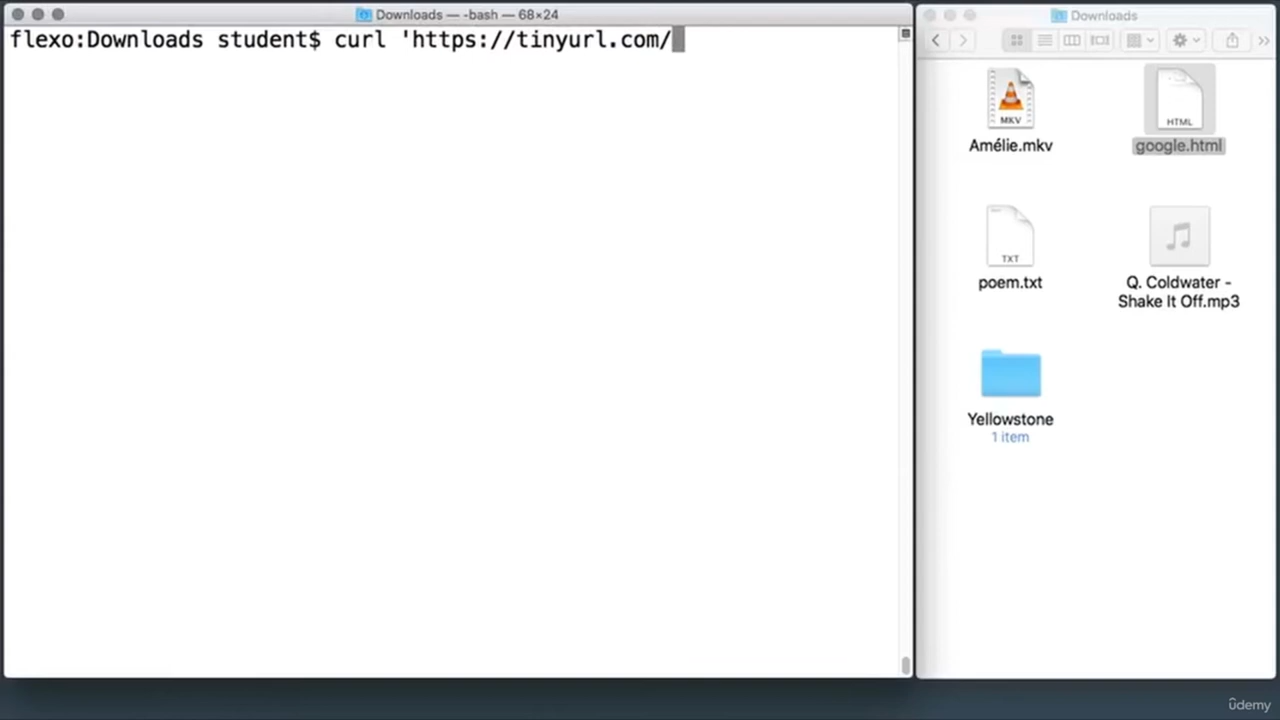 Downloads — -bash — 68×24
flexo:Downloads student$ curl 'https://tinyurl.com/
Downloads
MKV
Amélie.mkv
HTML
google.html
TXT
poem.txt
Q. Coldwater -
Shake It Off.mp3
Yellowstone
1 item
ûdemy